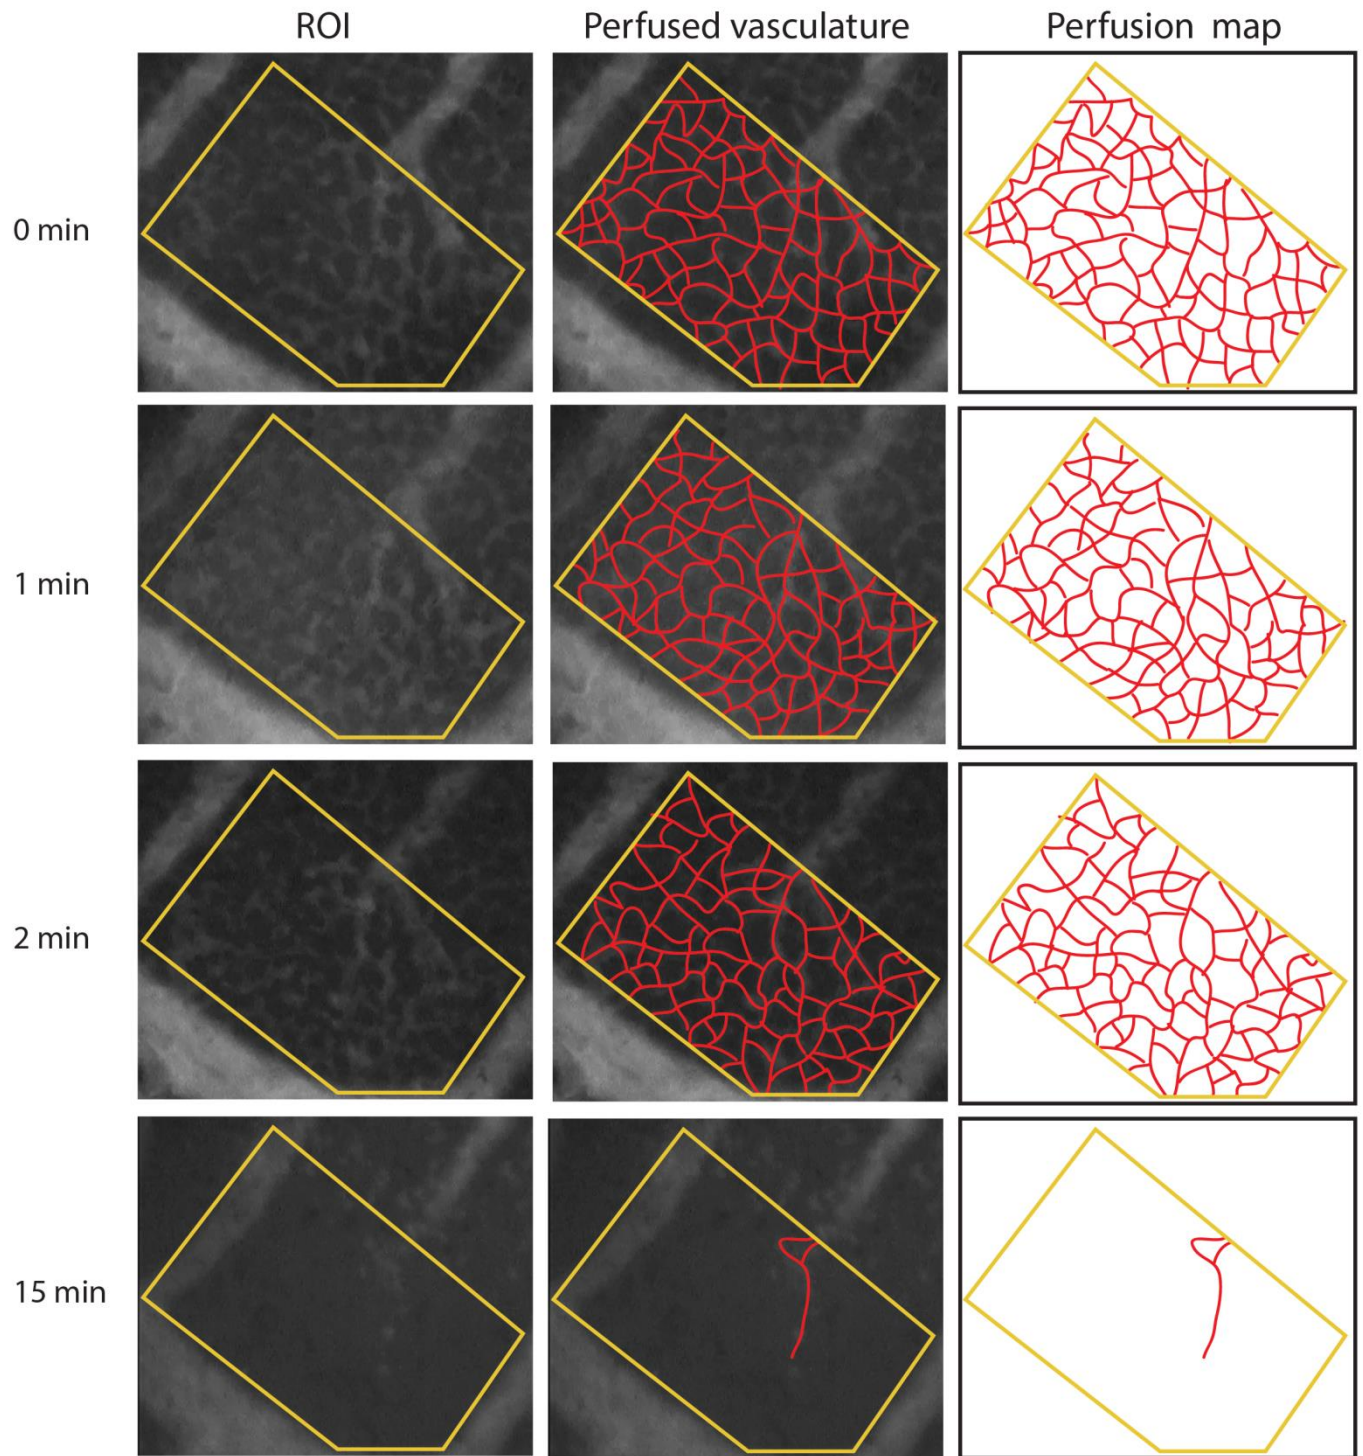 ROI
Perfused vasculature
Perfusion map
0 min
1 min
2 min
15 min